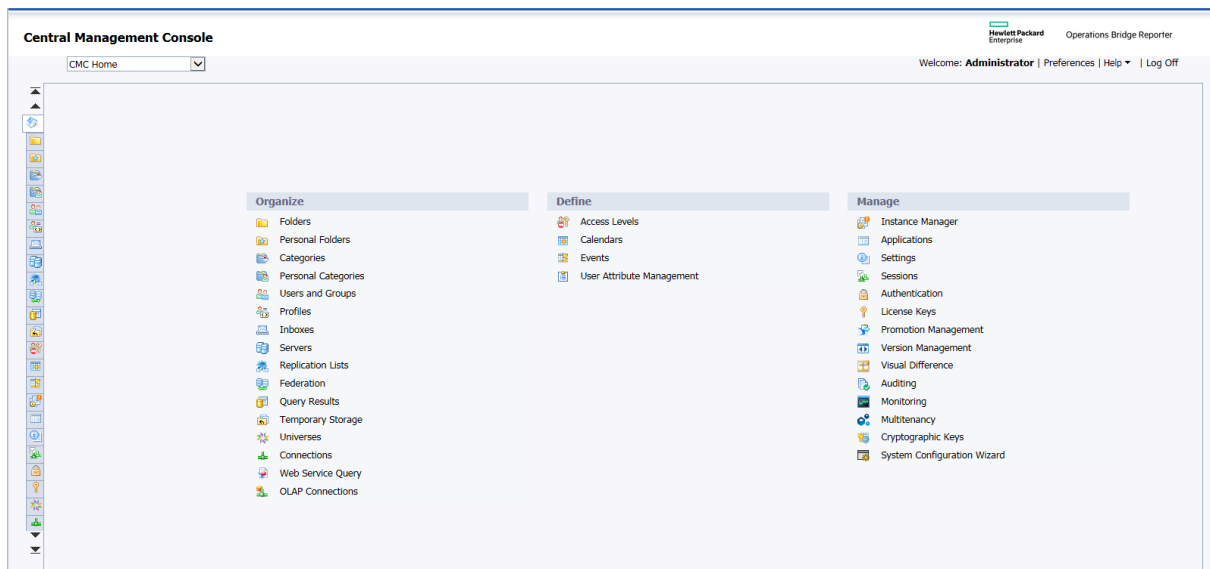 Central Management Console
Hewlett Packard
Enterprise
Operations Bridge Reporter
CMC Home
Welcome: Administrator | Preferences | Help | Log Off
Organize
Folders
Personal Folders
Categories
Personal Categories
Users and Groups
Profiles
Inboxes
Servers
Replication Lists
Federation
Query Results
Temporary Storage
Universes
Connections
Web Service Query
OLAP Connections
Define
Access Levels
Calendars
Events
User Attribute Management
Manage
Instance Manager
Applications
Settings
Sessions
Authentication
License Keys
Promotion Management
Version Management
Visual Difference
Auditing
Monitoring
Multitenancy
Cryptographic Keys
System Configuration Wizard